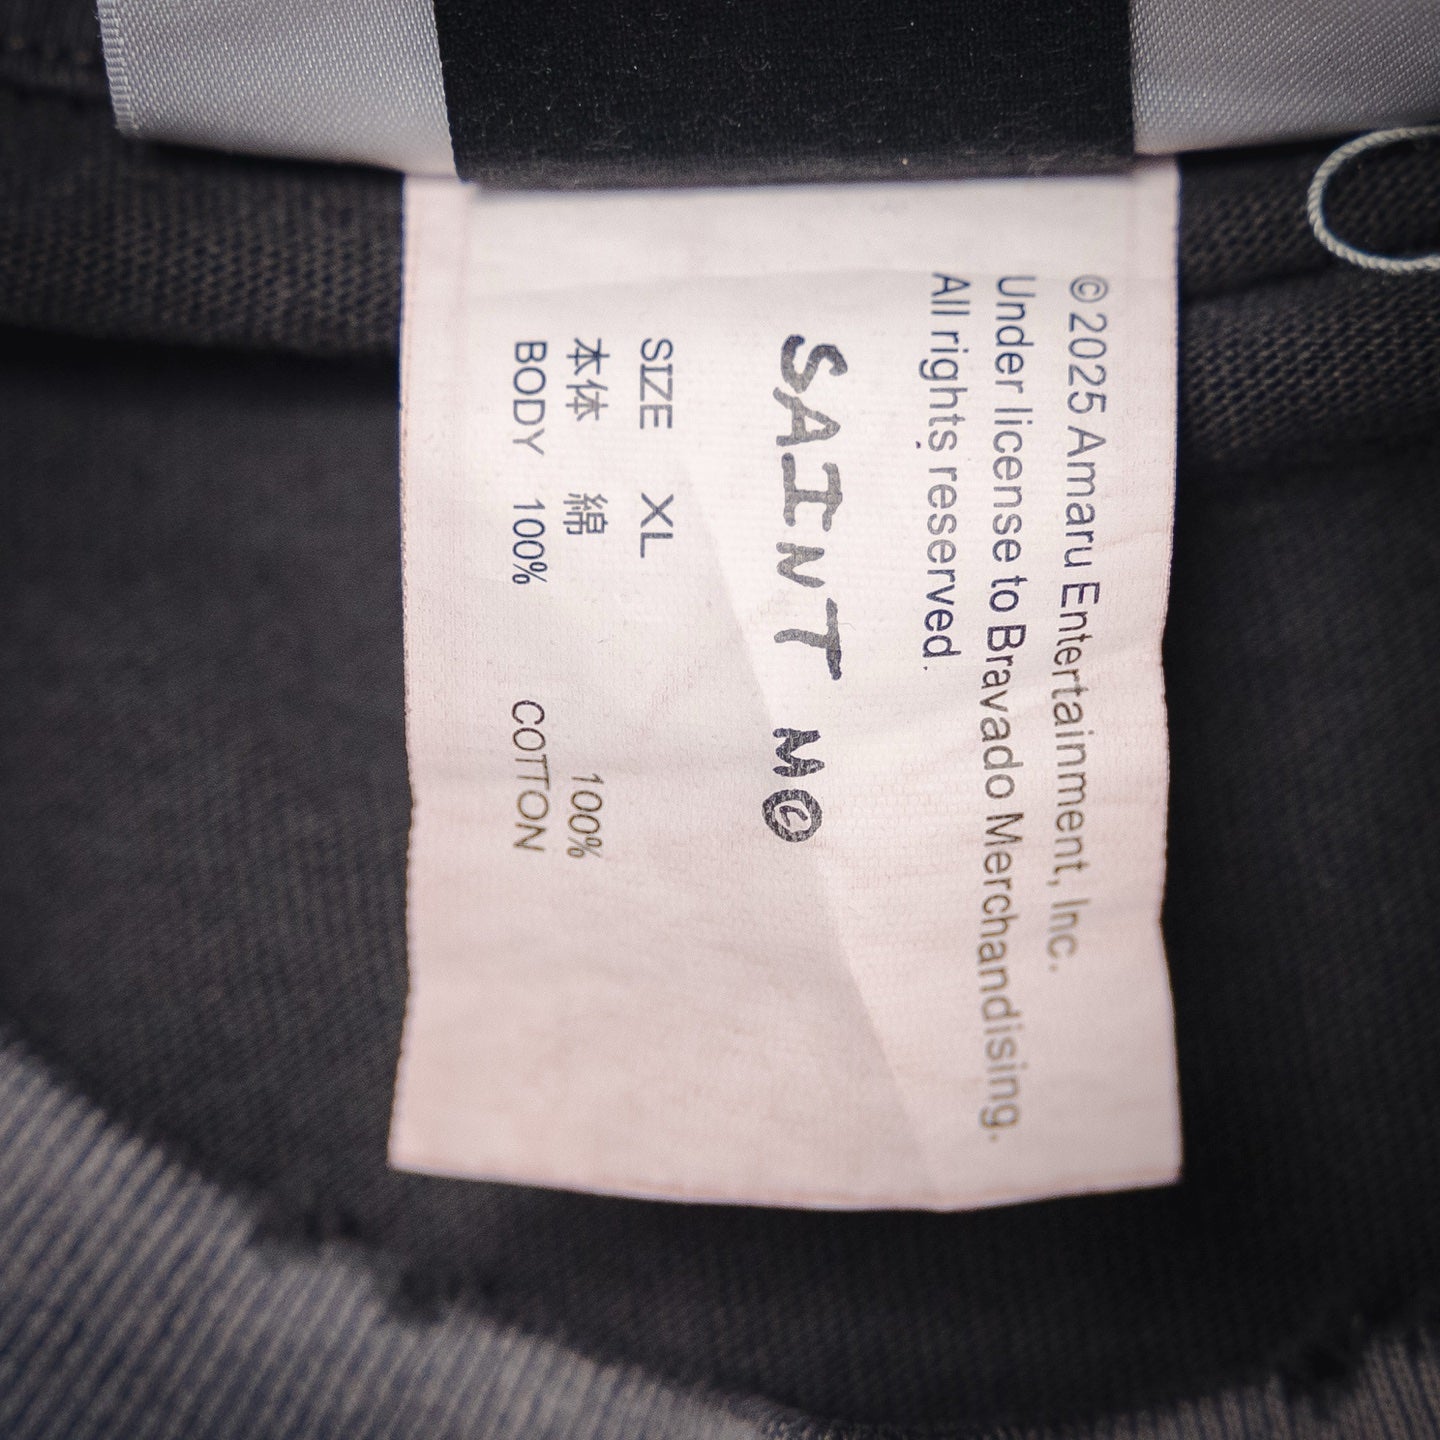 © 2025 Amaru Entertainment, Inc.
Under license to Bravado Merchandising.
All rights reserved.
SAINT M©
SIZE XL
本体 綿 100%
BODY 100% COTTON